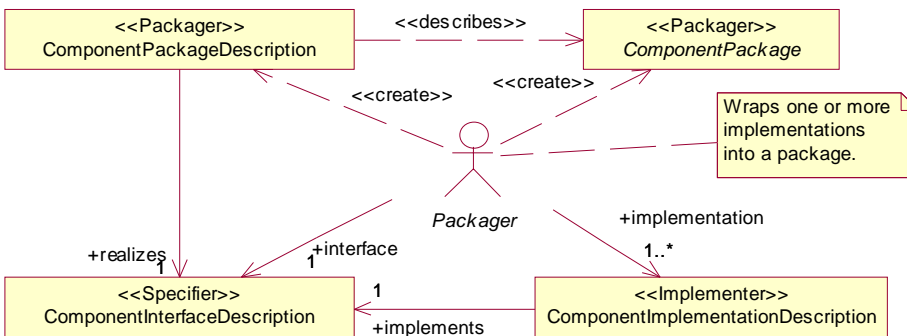 <<Packager>>
ComponentPackageDescription
<<describes>>
<<Packager>>
ComponentPackage
<<create>>
<<create>>
Wraps one or more
implementations
into a package.
Packager
+realizes
1
+interface
1
+implementation
1..*
<<Specifier>>
ComponentInterfaceDescription
1
+implements
<<Implementer>>
ComponentImplementationDescription